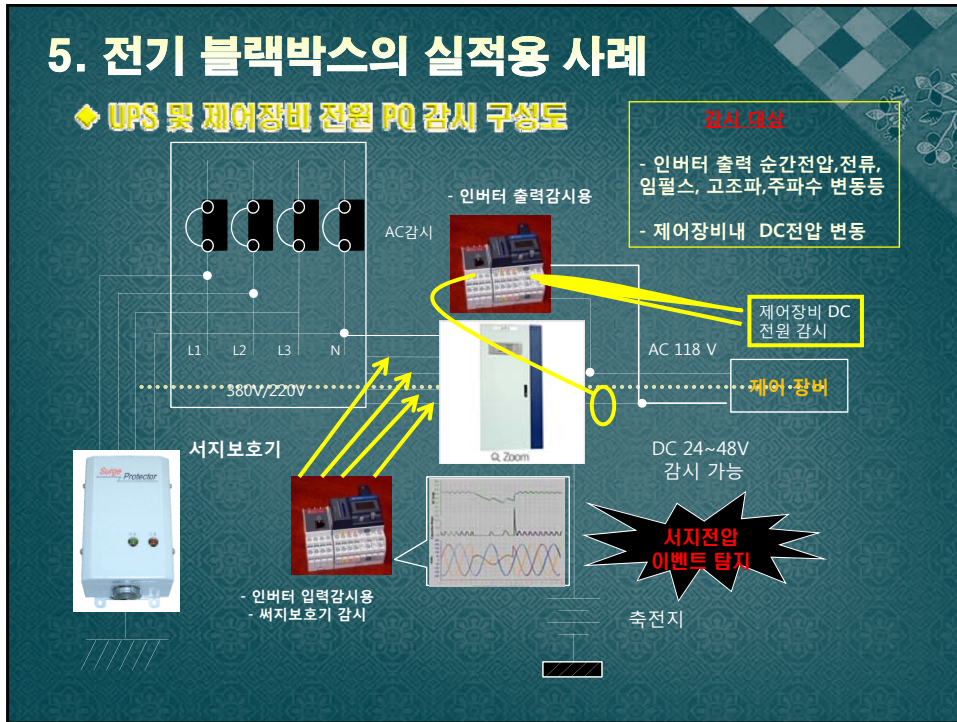 5. 전기 블랙박스의 실적용 사례
◆ UPS 및 제어장비 전원 PQ 감시 구성도
감시 대상
- 인버터 출력 순간전압,전류,
임펄스, 고조파,주파수 변동등
- 제어장비내 DC전압 변동
- 인버터 출력감시용
AC감시
제어장비 DC
전원 감시
L1
L2
L3
N
AC 118 V
380V/220V
제어 장비
서지보호기
Surge
Protector
Q Zoom
DC 24~48V
감시 가능
서지전압
이벤트 탐지
- 인버터 입력감시용
- 써지보호기 감시
축전지